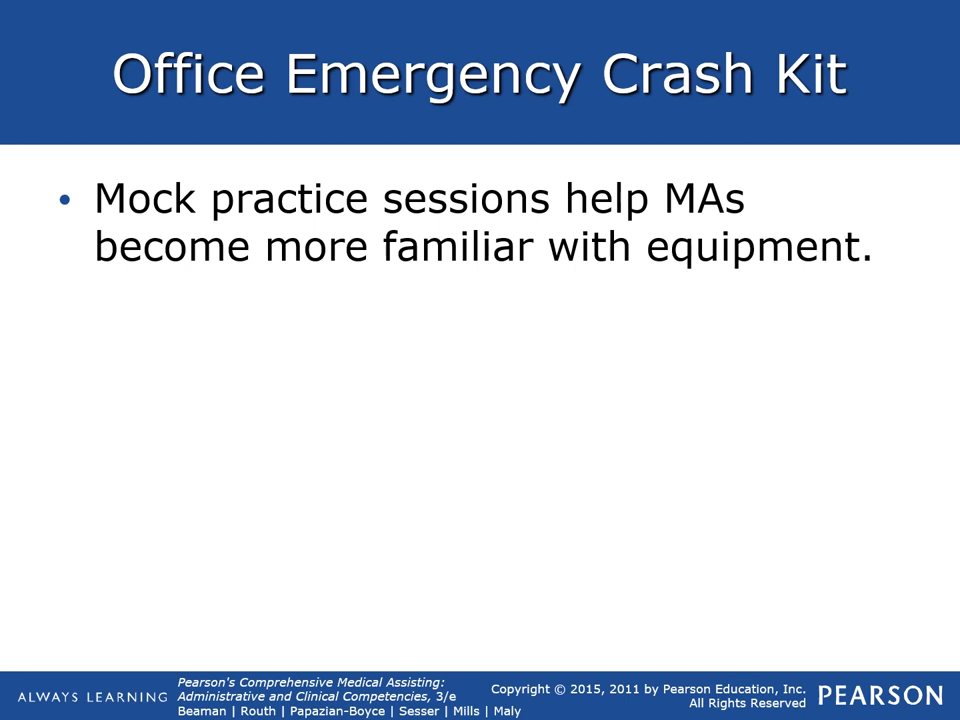 Office Emergency Crash Kit
• Mock practice sessions help MAs
become more familiar with equipment.
ALWAYS LEARNING
Pearson's Comprehensive Medical Assisting:
Administrative and Clinical Competencies, 3/e
Beaman | Routh | Papazian-Boyce | Sesser | Mills | Maly
Copyright © 2015, 2011 by Pearson Education, Inc.
All Rights Reserved
PEARSON